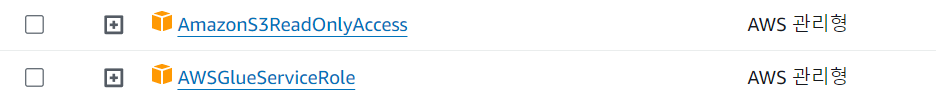 AmazonS3ReadOnlyAccess AWS 관리형
AWSGlueServiceRole AWS 관리형